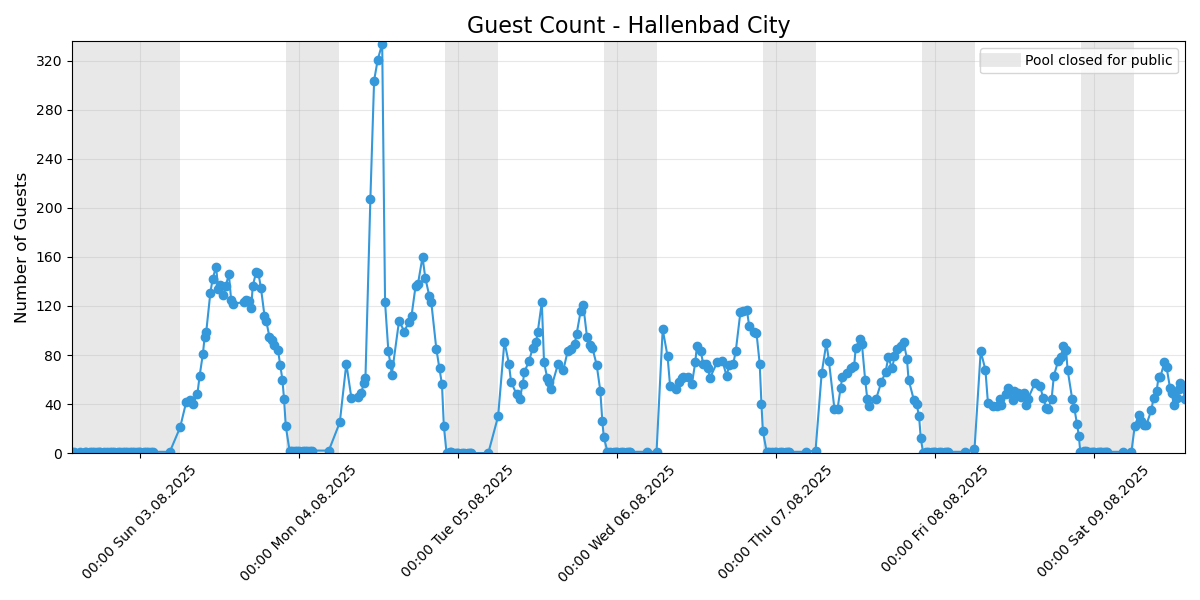 Guest Count - Hallenbad City
Pool closed for public
Number of Guests
320
280
240
200
160
120
80
40
0
00:00 Sun 03.08.2025
00:00 Mon 04.08.2025
00:00 Tue 05.08.2025
00:00 Wed 06.08.2025
00:00 Thu 07.08.2025
00:00 Fri 08.08.2025
00:00 Sat 09.08.2025